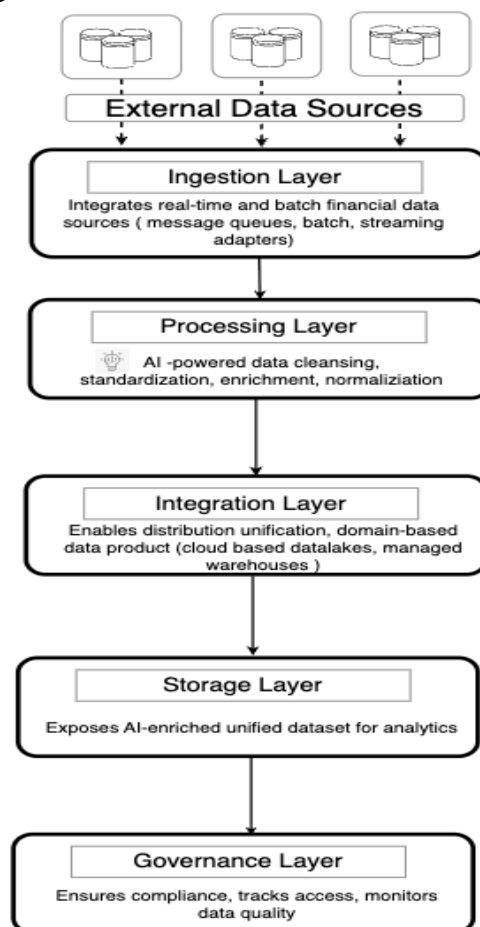 External Data Sources
Ingestion Layer
Integrates real-time and batch financial data
sources ( message queues, batch, streaming
adapters)
Processing Layer
AI -powered data cleansing,
standardization, enrichment, normaliziation
Integration Layer
Enables distribution unification, domain-based
data product (cloud based datalakes, managed
warehouses )
Storage Layer
Exposes AI-enriched unified dataset for analytics
Governance Layer
Ensures compliance, tracks access, monitors
data quality